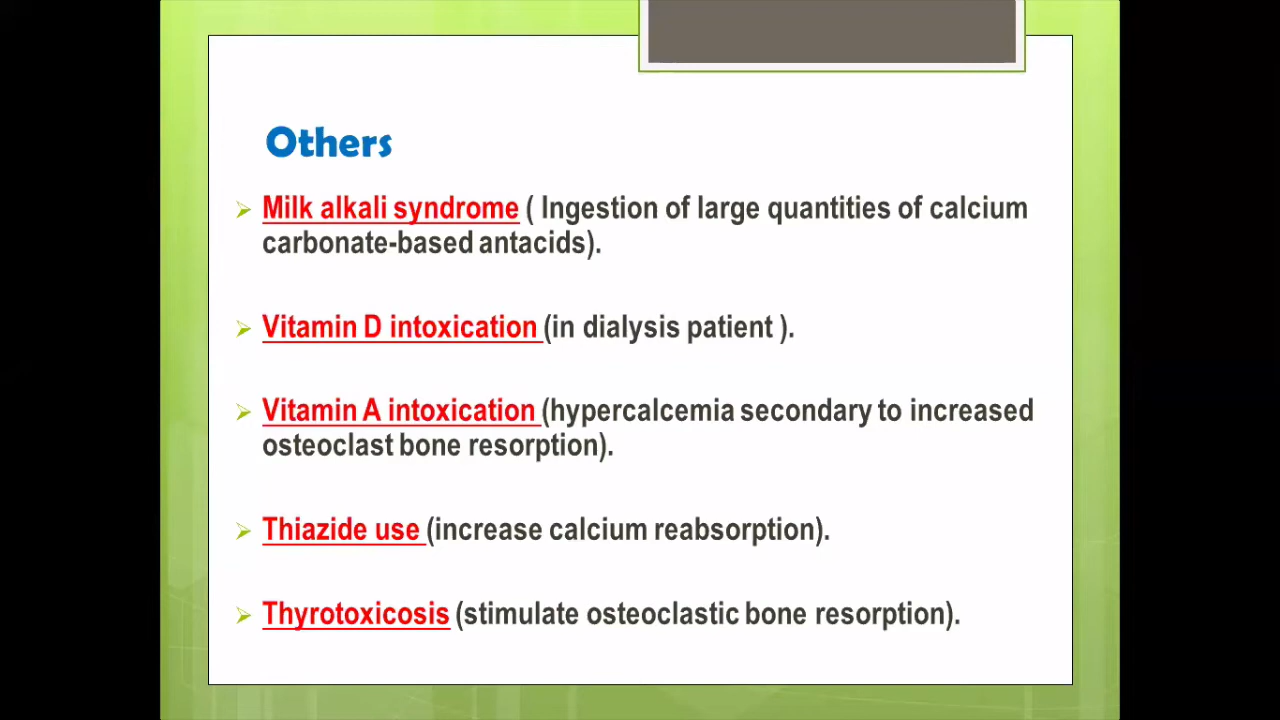 Others
Milk alkali syndrome ( Ingestion of large quantities of calcium
carbonate-based antacids).
Vitamin D intoxication (in dialysis patient ).
Vitamin A intoxication (hypercalcemia secondary to increased
osteoclast bone resorption).
Thiazide use (increase calcium reabsorption).
Thyrotoxicosis (stimulate osteoclastic bone resorption).